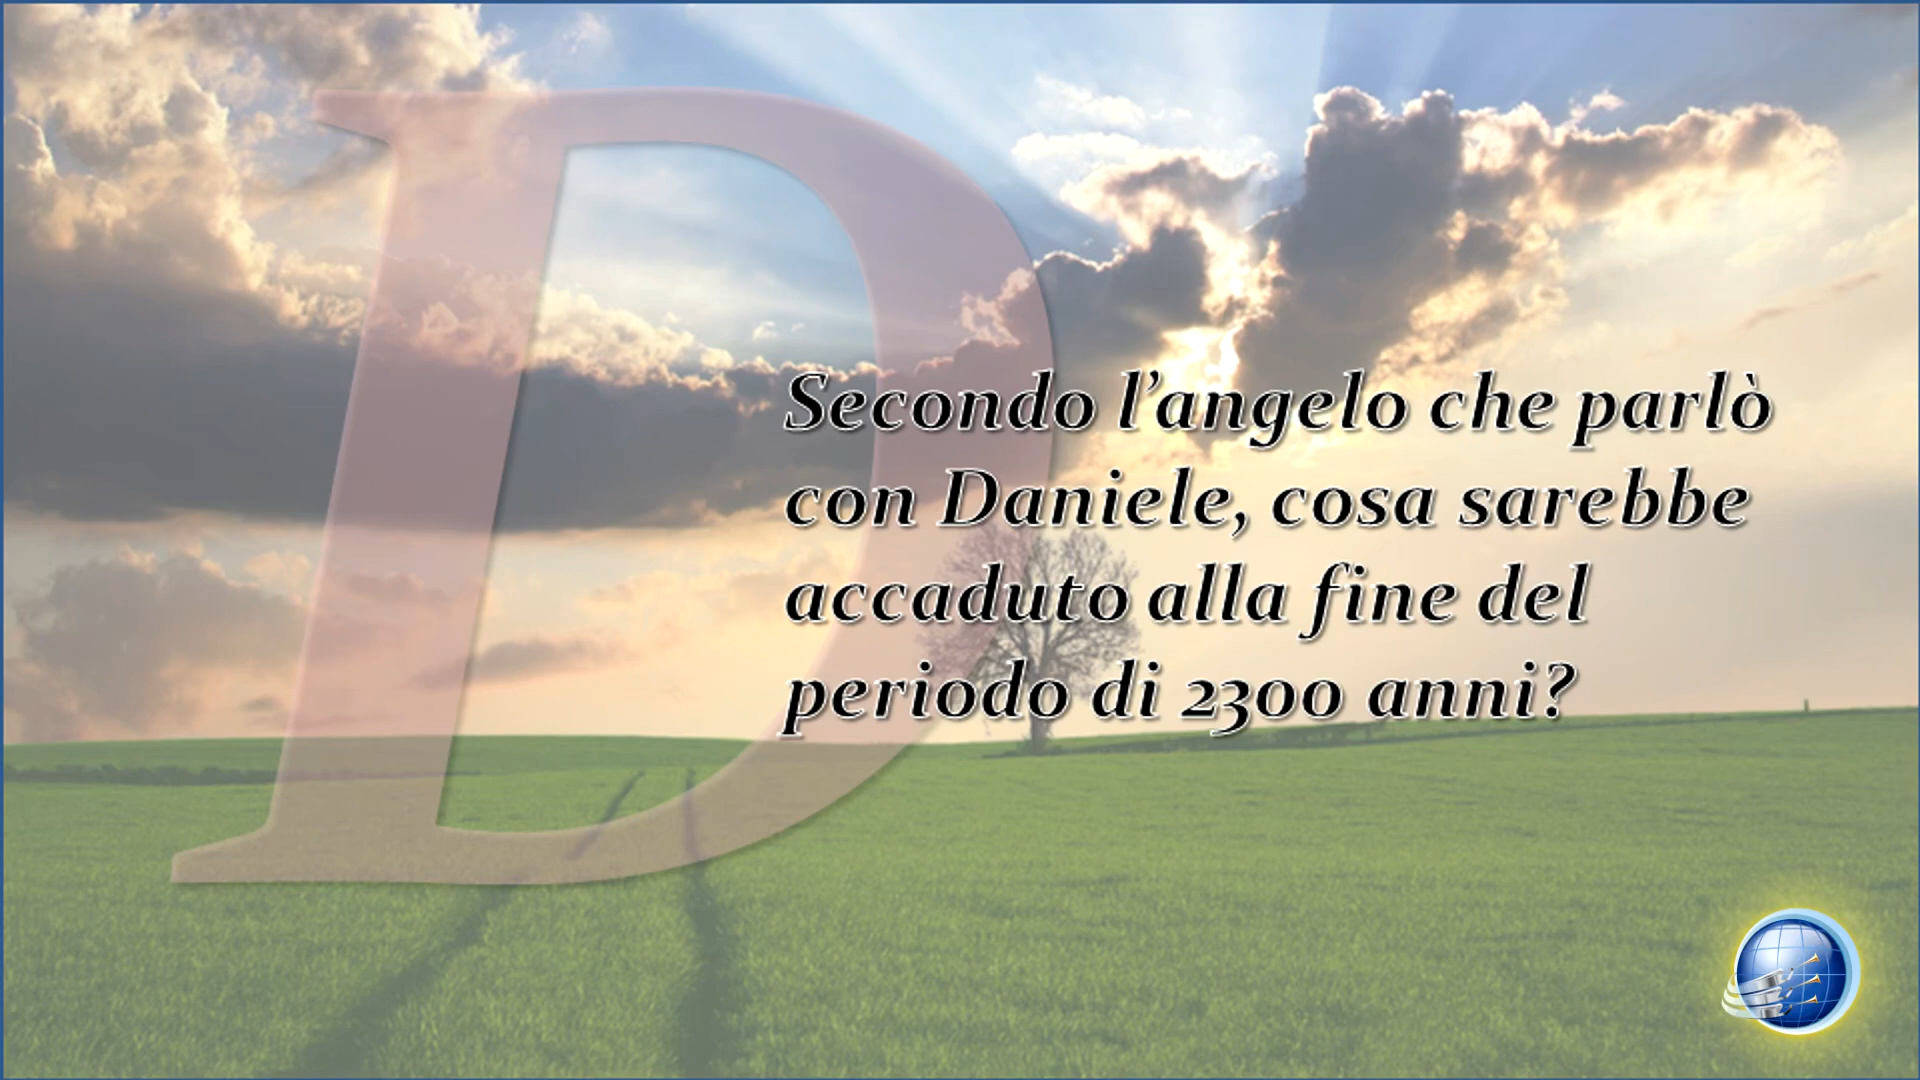 D
Secondo l’angelo che parlò
con Daniele, cosa sarebbe
accaduto alla fine del
periodo di 2300 anni?